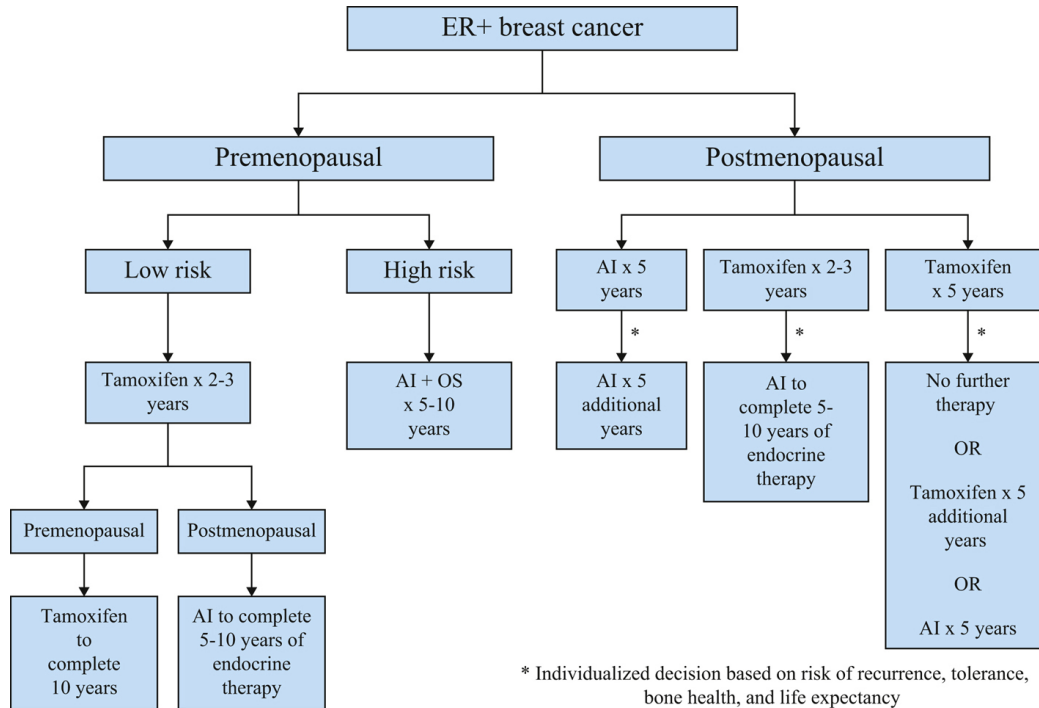 ER+ breast cancer
Premenopausal
Postmenopausal
Low risk
High risk
AI x 5
years
Tamoxifen x 2-3
years
Tamoxifen
x 5 years
*
*
*
Tamoxifen x 2-3
years
AI + OS
x 5-10
years
AI x 5
additional
years
AI to
complete 5-
10 years of
endocrine
therapy
No further
therapy
OR
Tamoxifen x 5
additional
years
OR
AI x 5 years
Premenopausal
Postmenopausal
Tamoxifen
to
complete
10 years
AI to complete
5-10 years of
endocrine
therapy
* Individualized decision based on risk of recurrence, tolerance,
bone health, and life expectancy